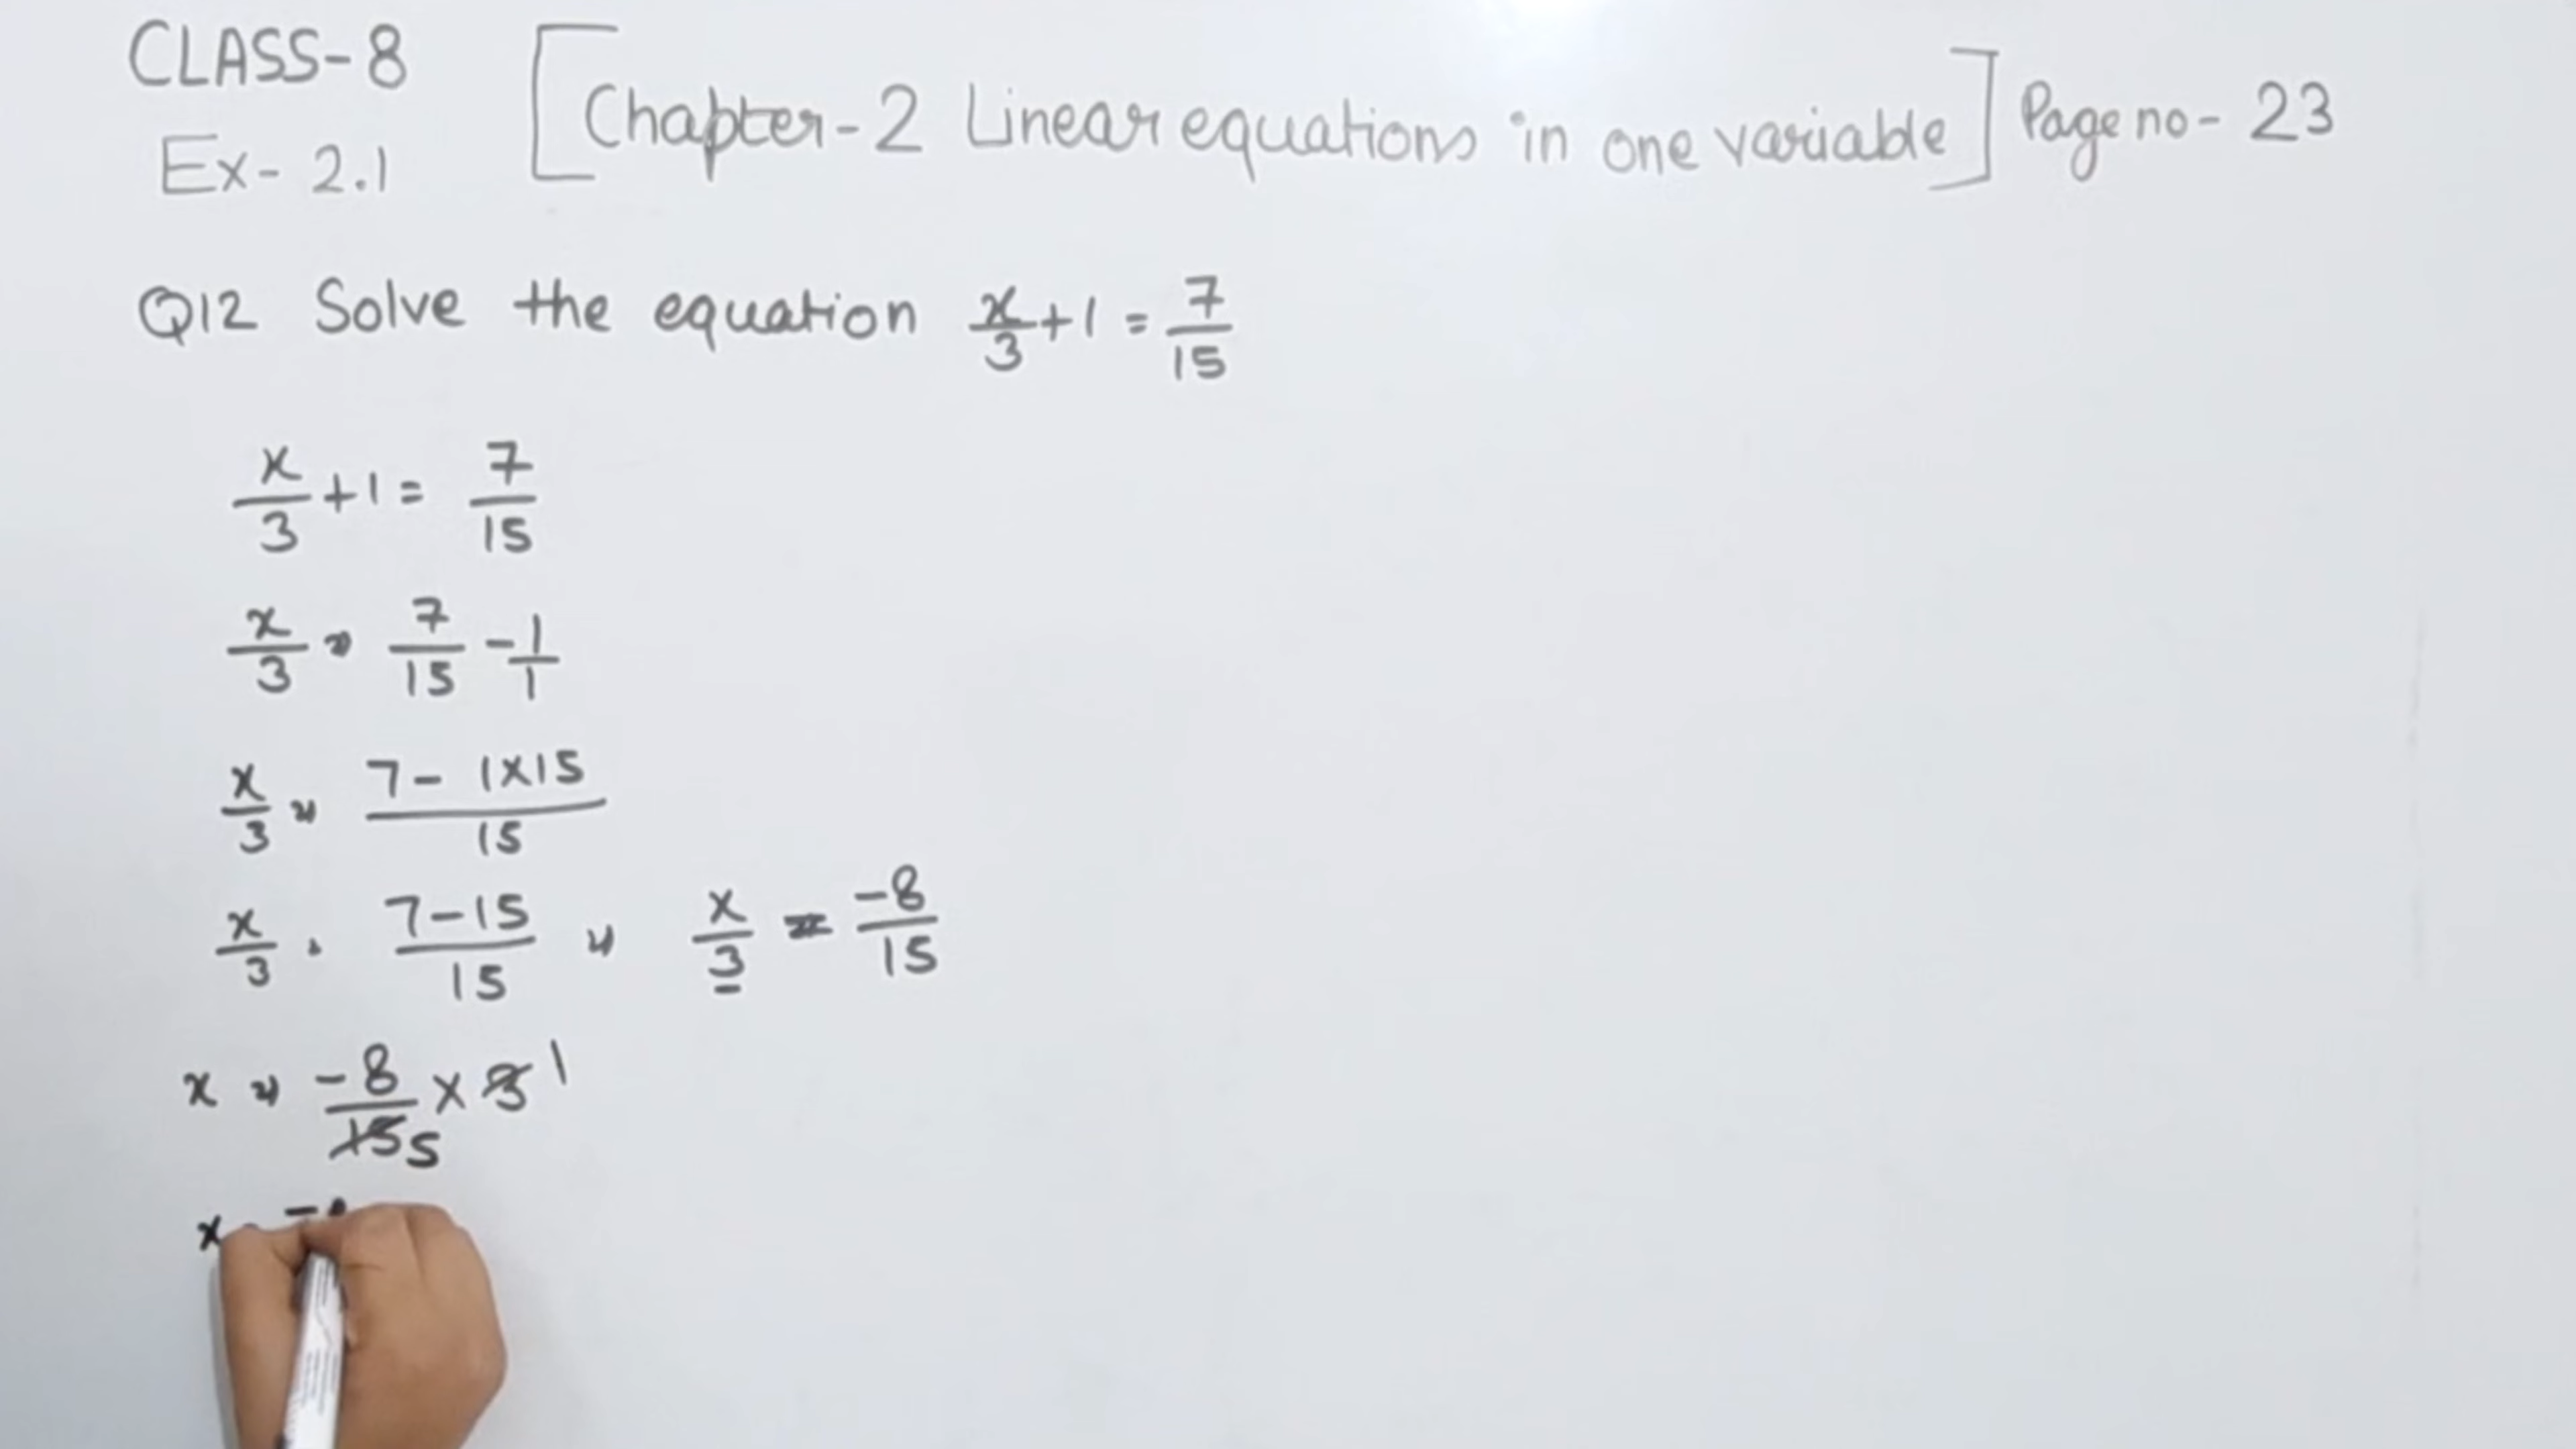 CLASS-8 [Chapter-2 Linear equations in one variable] Page no- 23
Ex- 2.1
Q12 Solve the equation x/3 + 1 = 7/15
x/3 + 1 = 7/15
x/3 = 7/15 - 1/1
x/3 = 7 - 1x15 / 15
x/3 = 7-15 / 15 = x/3 = -8/15
x = -8/15 5 x 3 1
x